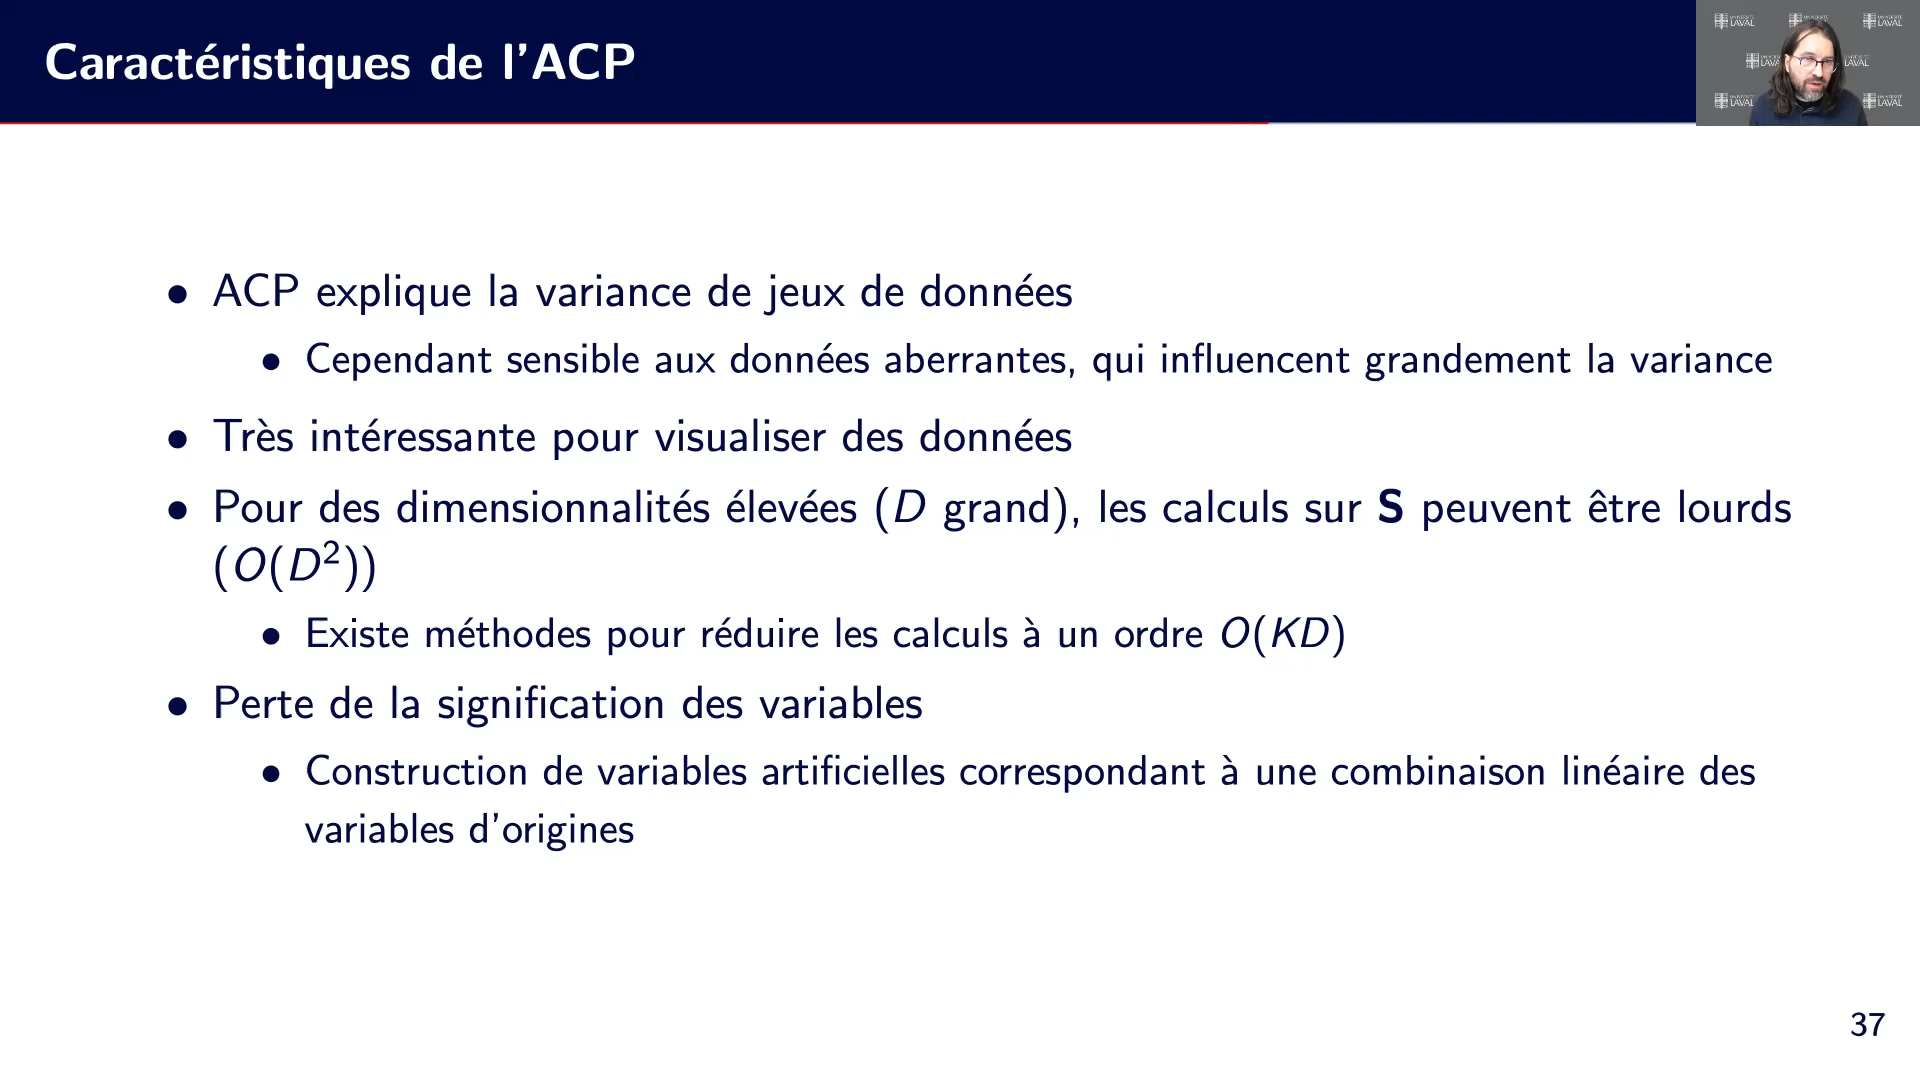 Caractéristiques de l'ACP
UNIVERSITÉ LAVAL
• ACP explique la variance de jeux de données
• Cependant sensible aux données aberrantes, qui influencent grandement la variance
• Très intéressante pour visualiser des données
• Pour des dimensionnalités élevées (D grand), les calculs sur S peuvent être lourds
(O(D²))
• Existe méthodes pour réduire les calculs à un ordre O(KD)
• Perte de la signification des variables
• Construction de variables artificielles correspondant à une combinaison linéaire des
variables d'origines
37